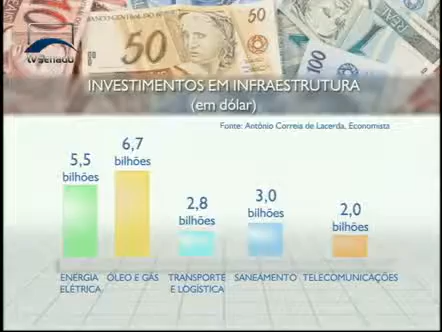 50
50
100
tv senado
INVESTIMENTOS EM INFRAESTRUTURA
(em dólar)
Fonte: Antônio Correia de Lacerda, Economista
5,5
bilhões
6,7
bilhões
2,8
bilhões
3,0
bilhões
2,0
bilhões
ENERGIA
ELÉTRICA
ÓLEO E GÁS
TRANSPORTE
E LOGÍSTICA
SANEAMENTO
TELECOMUNICAÇÕES